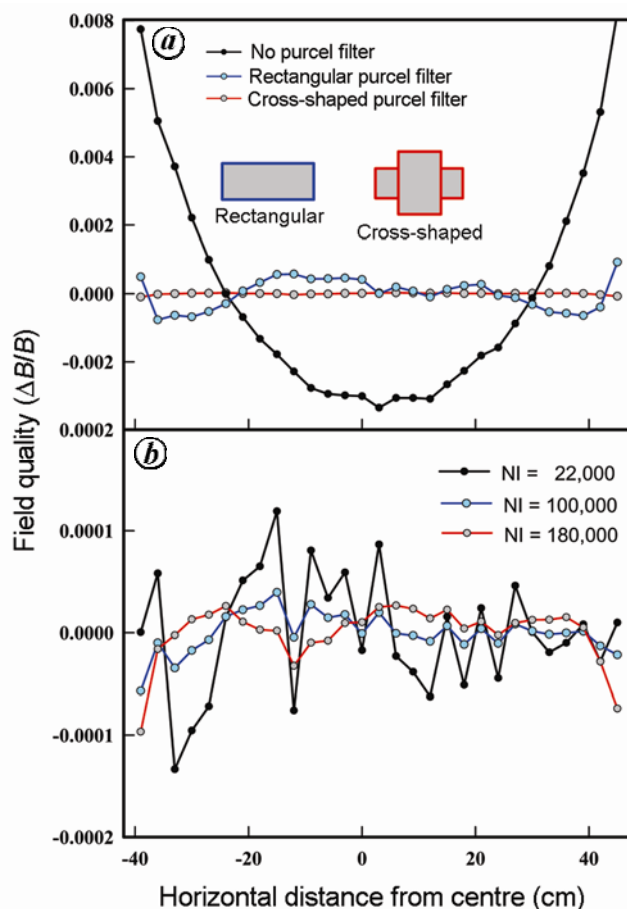 0.008
a
No purcel filter
Rectangular purcel filter
Cross-shaped purcel filter
0.006
0.004
Rectangular
Cross-shaped
0.002
0.000
-0.002
0.0002
b
NI = 22,000
NI = 100,000
NI = 180,000
0.0001
0.0000
-0.0001
-0.0002
-40
-20
0
20
40
Field quality (ΔB/B)
Horizontal distance from centre (cm)